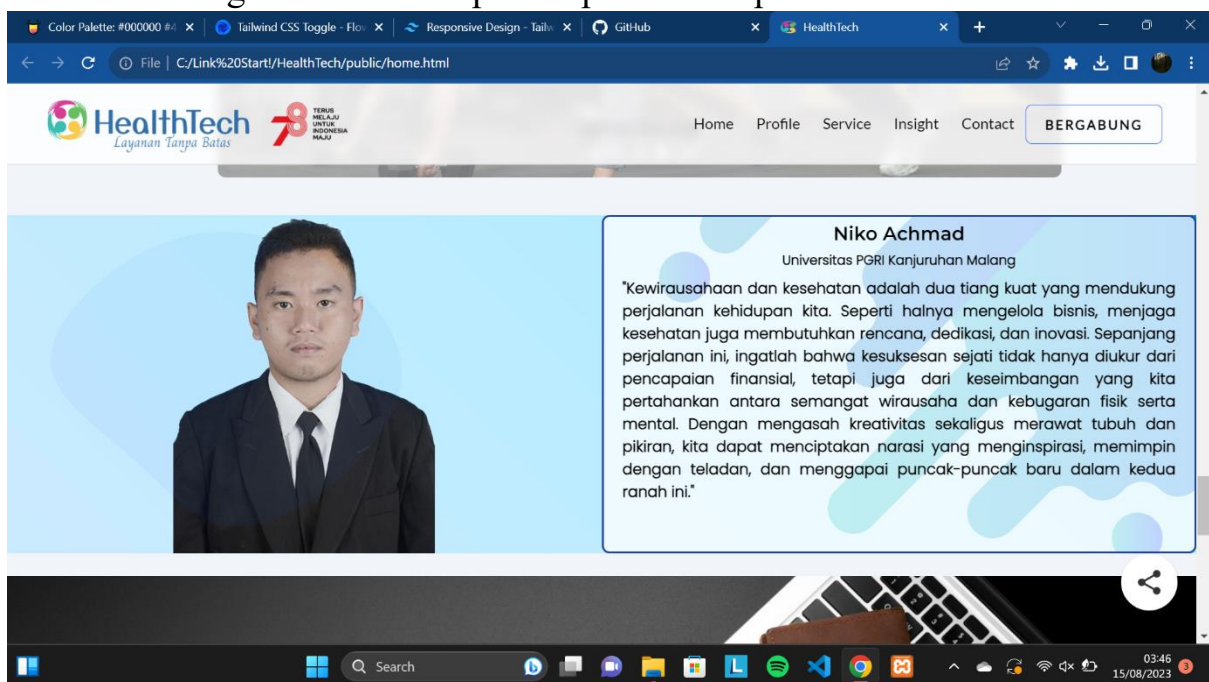 Color Palette: #000000 #4
Tailwind CSS Toggle - Flow
Responsive Design - Tailw
GitHub
HealthTech
File
C:/Link%20Start!/HealthTech/public/home.html
HealthTech
Layanan Tanpa Batas
78
TERUS
MELAJU
UNTUK
INDONESIA
MAJU
Home
Profile
Service
Insight
Contact
BERGABUNG
Niko Achmad
Universitas PGRI Kanjuruhan Malang
"Kewirausahaan dan kesehatan adalah dua tiang kuat yang mendukung
perjalanan kehidupan kita. Seperti halnya mengelola bisnis, menjaga
kesehatan juga membutuhkan rencana, dedikasi, dan inovasi. Sepanjang
perjalanan ini, ingatlah bahwa kesuksesan sejati tidak hanya diukur dari
pencapaian finansial, tetapi juga dari keseimbangan yang kita
pertahankan antara semangat wirausaha dan kebugaran fisik serta
mental. Dengan mengasah kreativitas sekaligus merawat tubuh dan
pikiran, kita dapat menciptakan narasi yang menginspirasi, memimpin
dengan teladan, dan menggapai puncak-puncak baru dalam kedua
ranah ini."
Search
03:46
15/08/2023
3